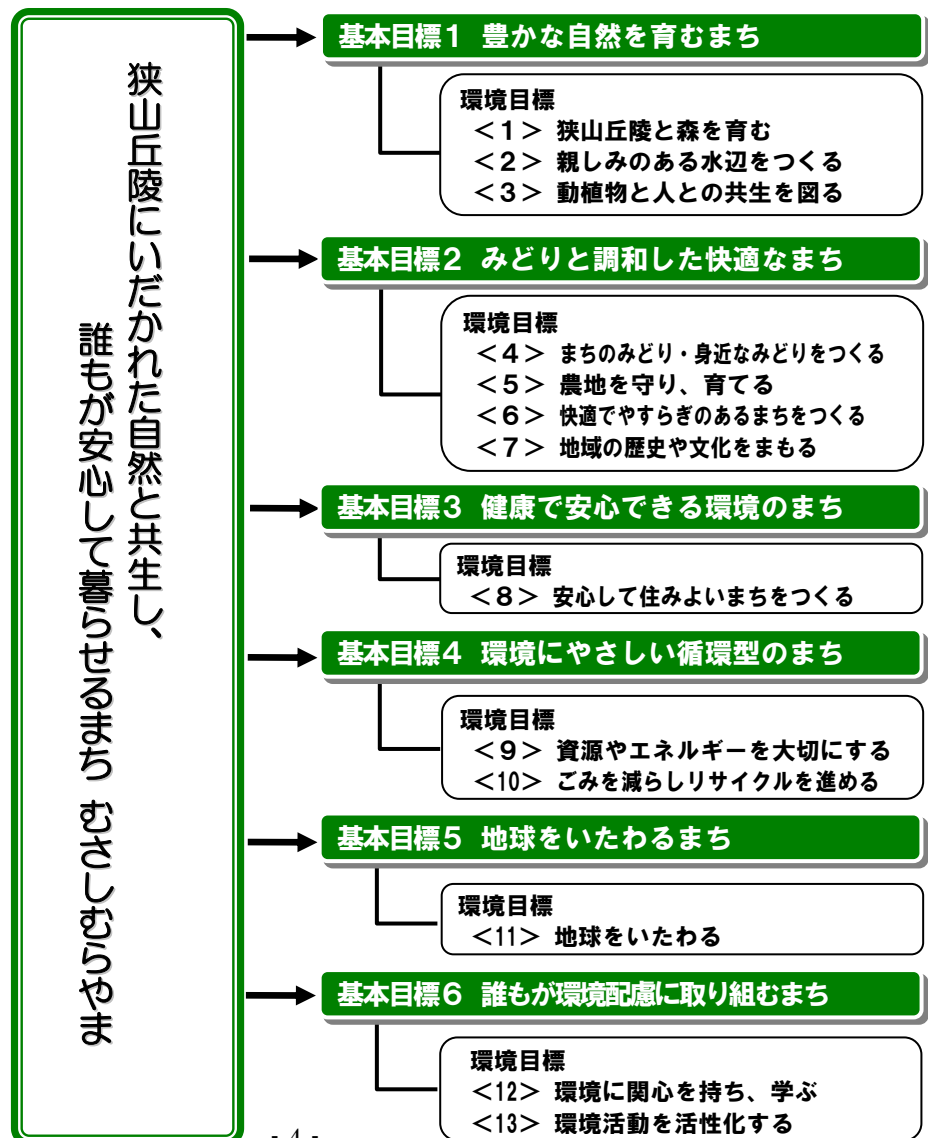 狭山丘陵にいだかれた自然と共生し、
誰もが安心して暮らせるまち むさしむらやま
基本目標1 豊かな自然を育むまち
環境目標
＜１＞ 狭山丘陵と森を育む
＜２＞ 親しみのある水辺をつくる
＜３＞ 動植物と人との共生を図る
基本目標2 みどりと調和した快適なまち
環境目標
＜４＞ まちのみどり・身近なみどりをつくる
＜５＞ 農地を守り、育てる
＜６＞ 快適でやすらぎのあるまちをつくる
＜７＞ 地域の歴史や文化をまもる
基本目標3 健康で安心できる環境のまち
環境目標
＜８＞ 安心して住みよいまちをつくる
基本目標4 環境にやさしい循環型のまち
環境目標
＜９＞ 資源やエネルギーを大切にする
＜10＞ ごみを減らしリサイクルを進める
基本目標5 地球をいたわるまち
環境目標
＜11＞ 地球をいたわる
基本目標6 誰もが環境配慮に取り組むまち
環境目標
＜12＞ 環境に関心を持ち、学ぶ
＜13＞ 環境活動を活性化する
- 4 -